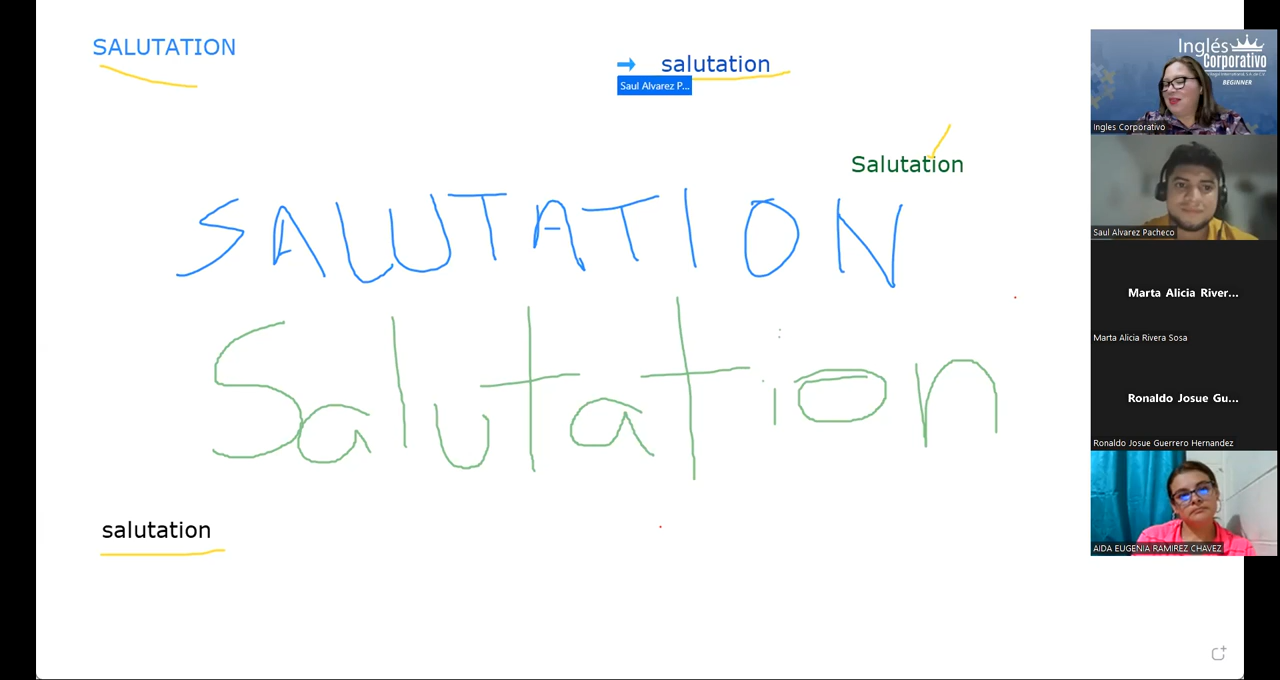 SALUTATION
salutation
Saul Alvarez P...
Salutation
SALUTATION
Salutation
salutation
Inglés
Corporativo
BEGINNER
Ingles Corporativo
Saul Alvarez Pacheco
Marta Alicia River...
Marta Alicia Rivera Sosa
Ronaldo Josue Gu...
Ronaldo Josue Guerrero Hernandez
AIDA EUGENIA RAMIREZ CHAVEZ